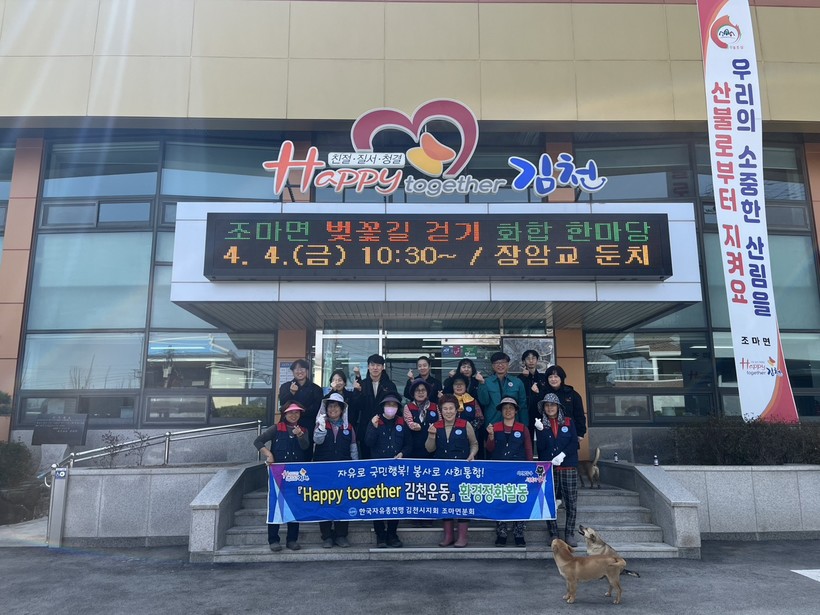 친절·질서·청결
Happy together 김천
조마면 벚꽃길 걷기 화합 한마당
4. 4.(금) 10:30~ / 장암교 둔치
우리의 소중한 산림을
산불로부터 지켜요
조마면
Happy together 김천
자유로 국민행복! 봉사로 사회통합!
『Happy together 김천운동』 환경정화활동
한국자유총연맹 김천시지회 조마면분회